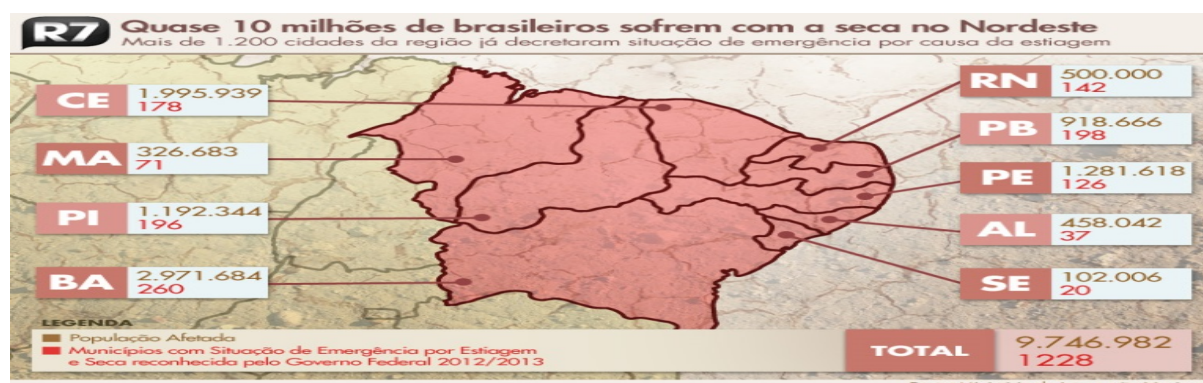 R7 Quase 10 milhões de brasileiros sofrem com a seca no Nordeste
Mais de 1.200 cidades da região já decretaram situação de emergência por causa da estiagem
CE 1.995.939
178
MA 326.683
71
PI 1.192.344
196
BA 2.971.684
260
RN 500.000
142
PB 918.666
198
PE 1.281.618
126
AL 458.042
37
SE 102.006
20
LEGENDA
População Afetada
Municípios com Situação de Emergência por Estiagem
e Seca reconhecida pelo Governo Federal 2012/2013
TOTAL 9.746.982
1228